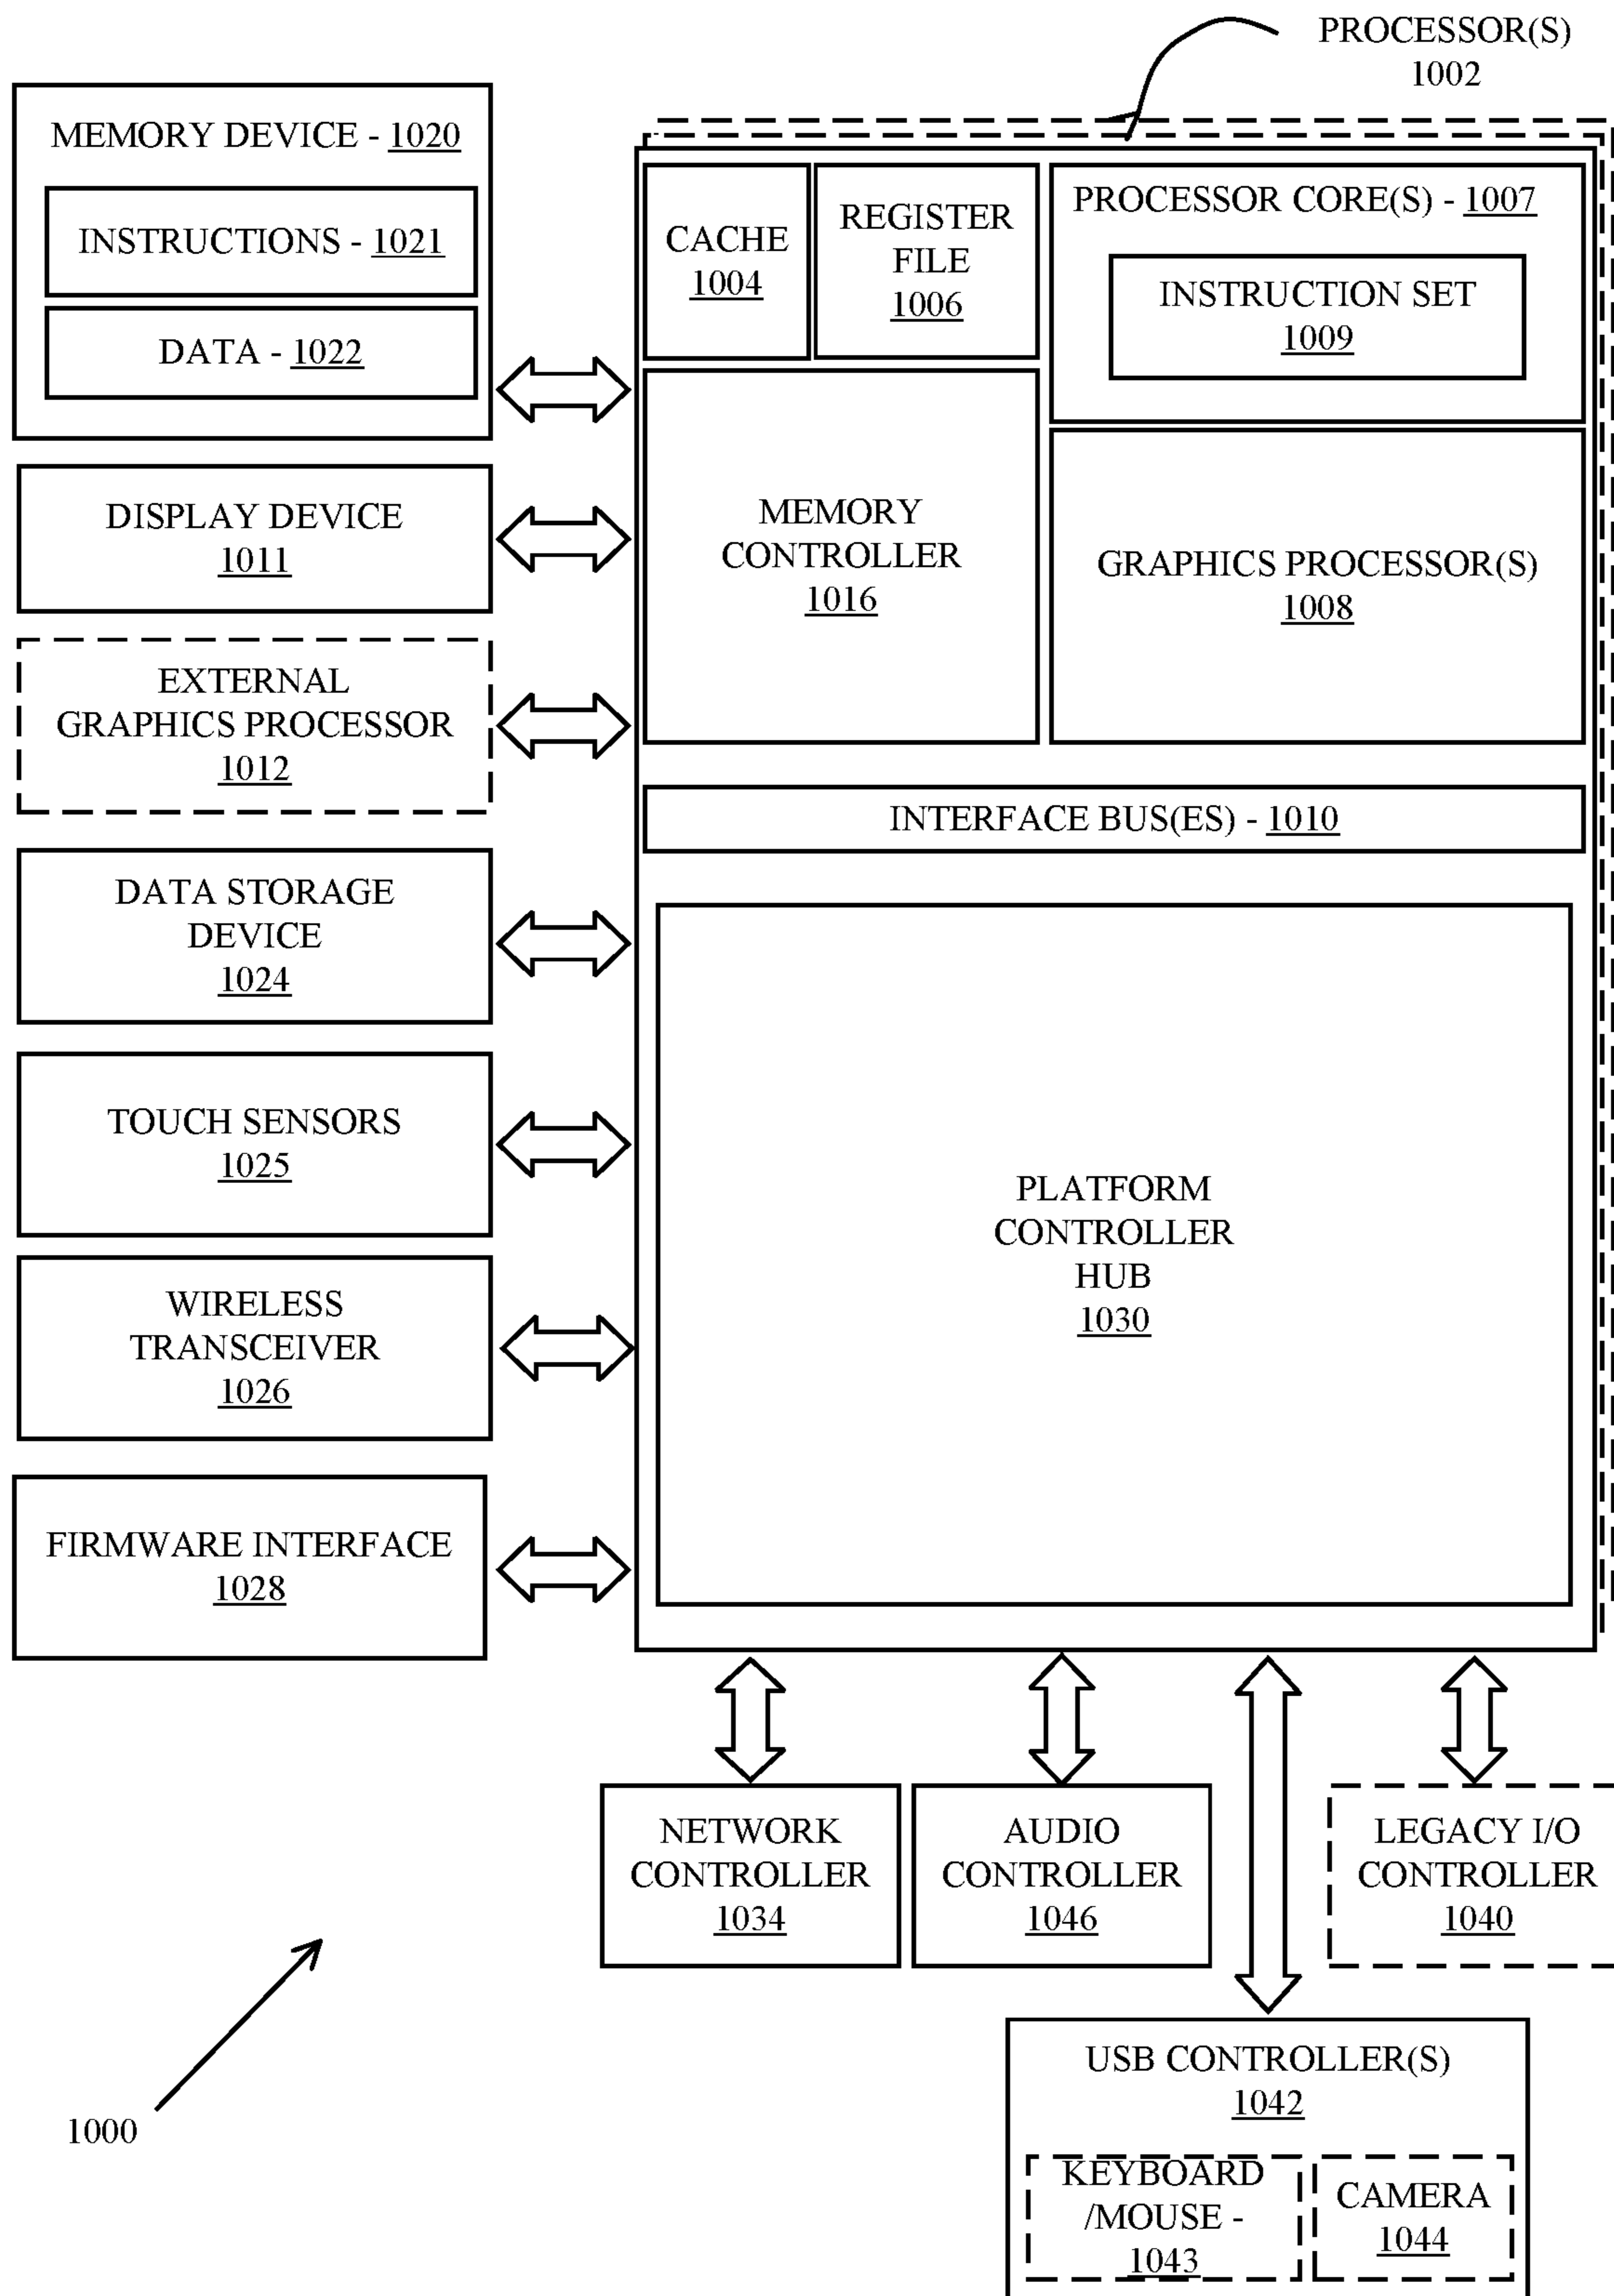 PROCESSOR(S)
1002
MEMORY DEVICE - 1020
INSTRUCTIONS - 1021
DATA - 1022
CACHE
1004
REGISTER
FILE
1006
PROCESSOR CORE(S) - 1007
INSTRUCTION SET
1009
DISPLAY DEVICE
1011
MEMORY
CONTROLLER
1016
GRAPHICS PROCESSOR(S)
1008
EXTERNAL
GRAPHICS PROCESSOR
1012
INTERFACE BUS(ES) - 1010
DATA STORAGE
DEVICE
1024
TOUCH SENSORS
1025
PLATFORM
CONTROLLER
HUB
1030
WIRELESS
TRANSCEIVER
1026
FIRMWARE INTERFACE
1028
NETWORK
CONTROLLER
1034
AUDIO
CONTROLLER
1046
LEGACY I/O
CONTROLLER
1040
USB CONTROLLER(S)
1042
KEYBOARD
/MOUSE -
1043
CAMERA
1044
1000